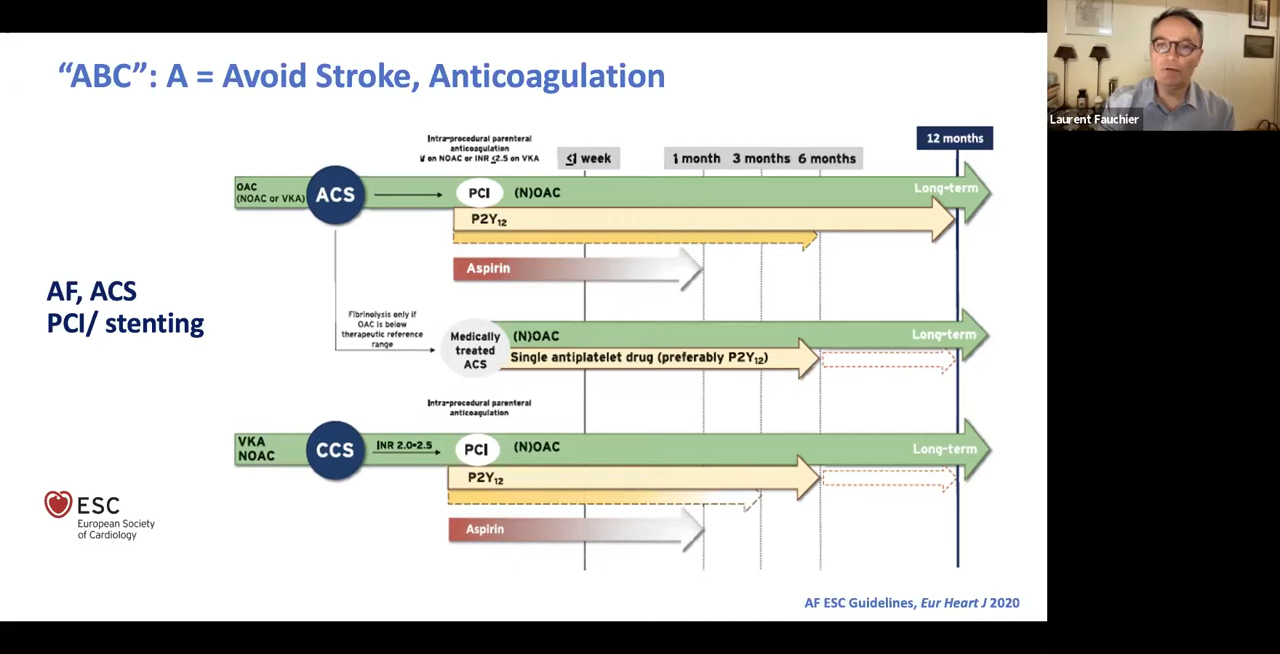 “ABC”: A = Avoid Stroke, Anticoagulation
Laurent Fauchier
Intra-procedural parenteral
anticoagulation
if on NOAC or INR ≤2.5 on VKA
≤1 week
1 month
3 months
6 months
12 months
OAC
(NOAC or VKA)
ACS
PCI
(N)OAC
Long-term
P2Y12
Aspirin
AF, ACS
PCI/ stenting
Fibrinolysis only if
OAC is below
therapeutic reference
range
Medically
treated
ACS
(N)OAC
Long-term
Single antiplatelet drug (preferably P2Y12)
Intra-procedural parenteral
anticoagulation
VKA
NOAC
CCS
INR 2.0-2.5
PCI
(N)OAC
Long-term
P2Y12
Aspirin
ESC
European Society
of Cardiology
AF ESC Guidelines, Eur Heart J 2020